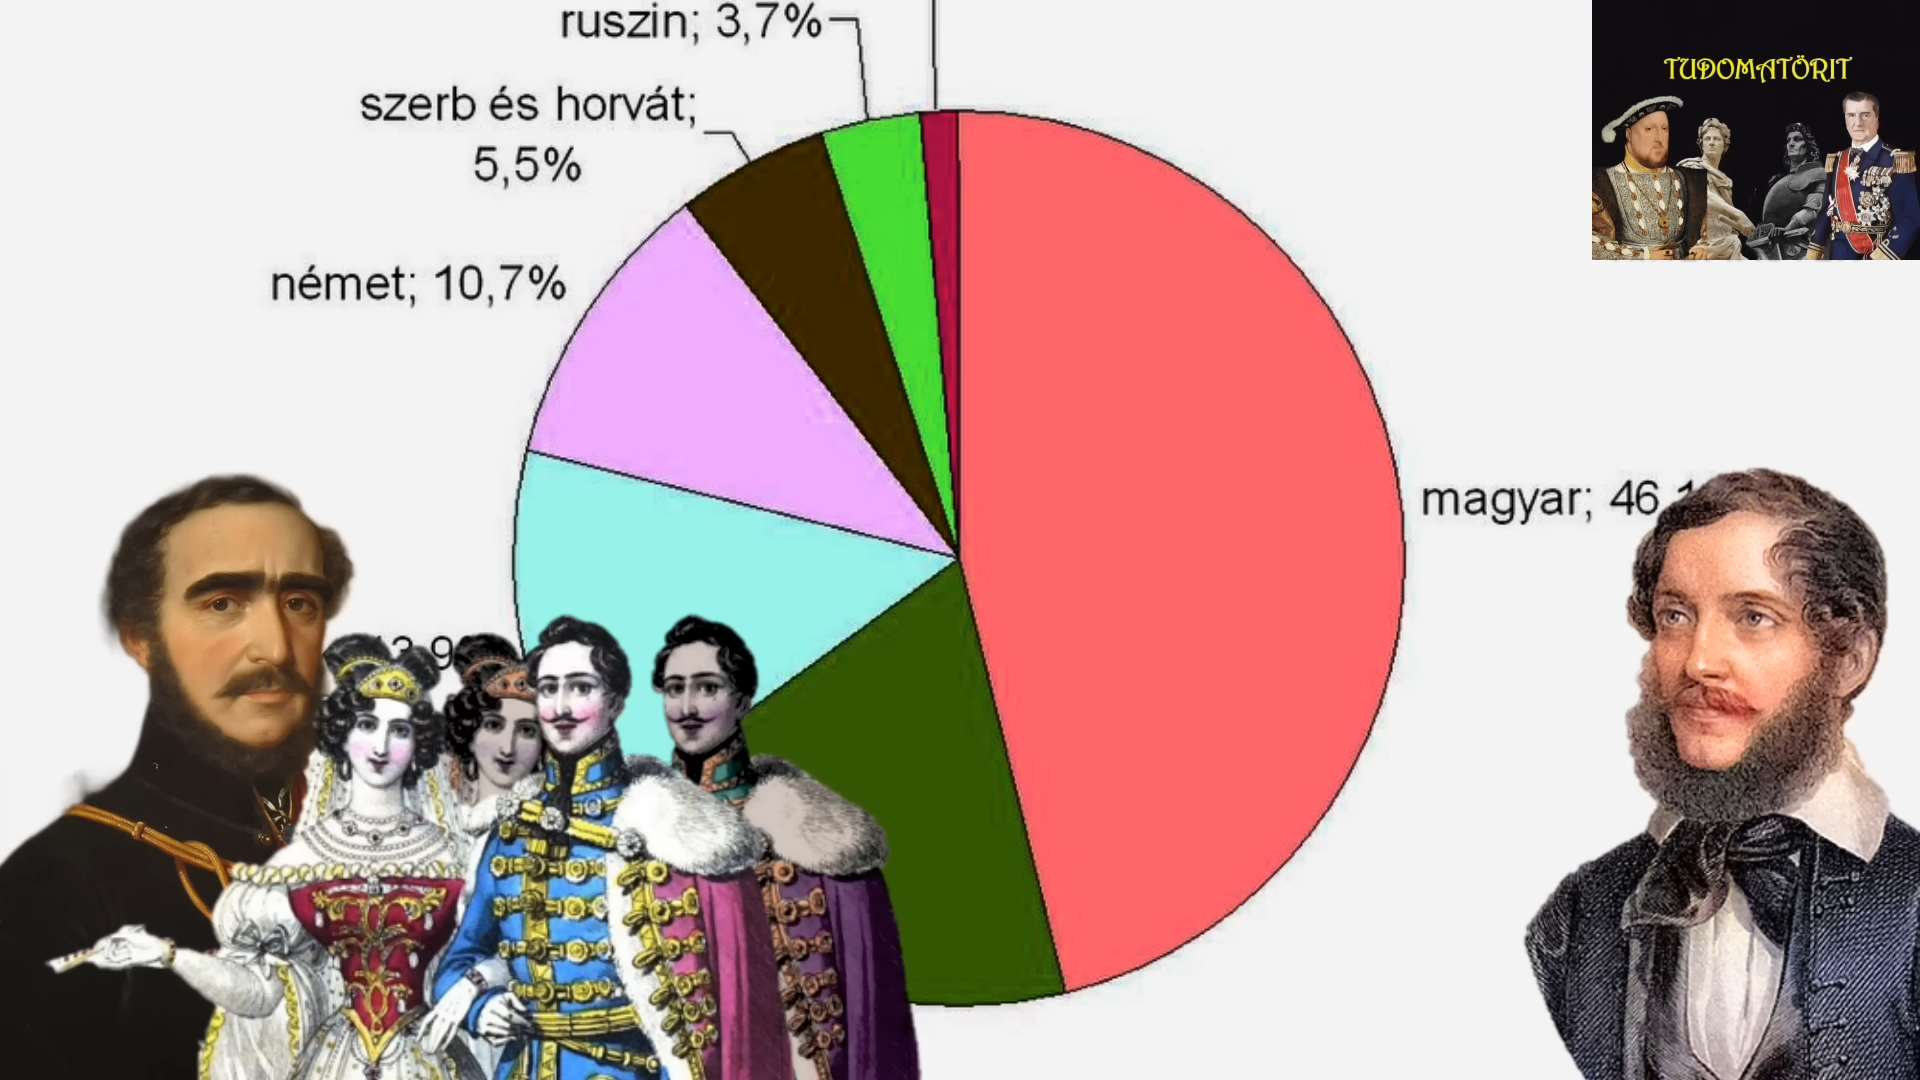 ruszin; 3,7%
TUDOMATÖRIT
szerb és horvát;
5,5%
német; 10,7%
magyar; 46